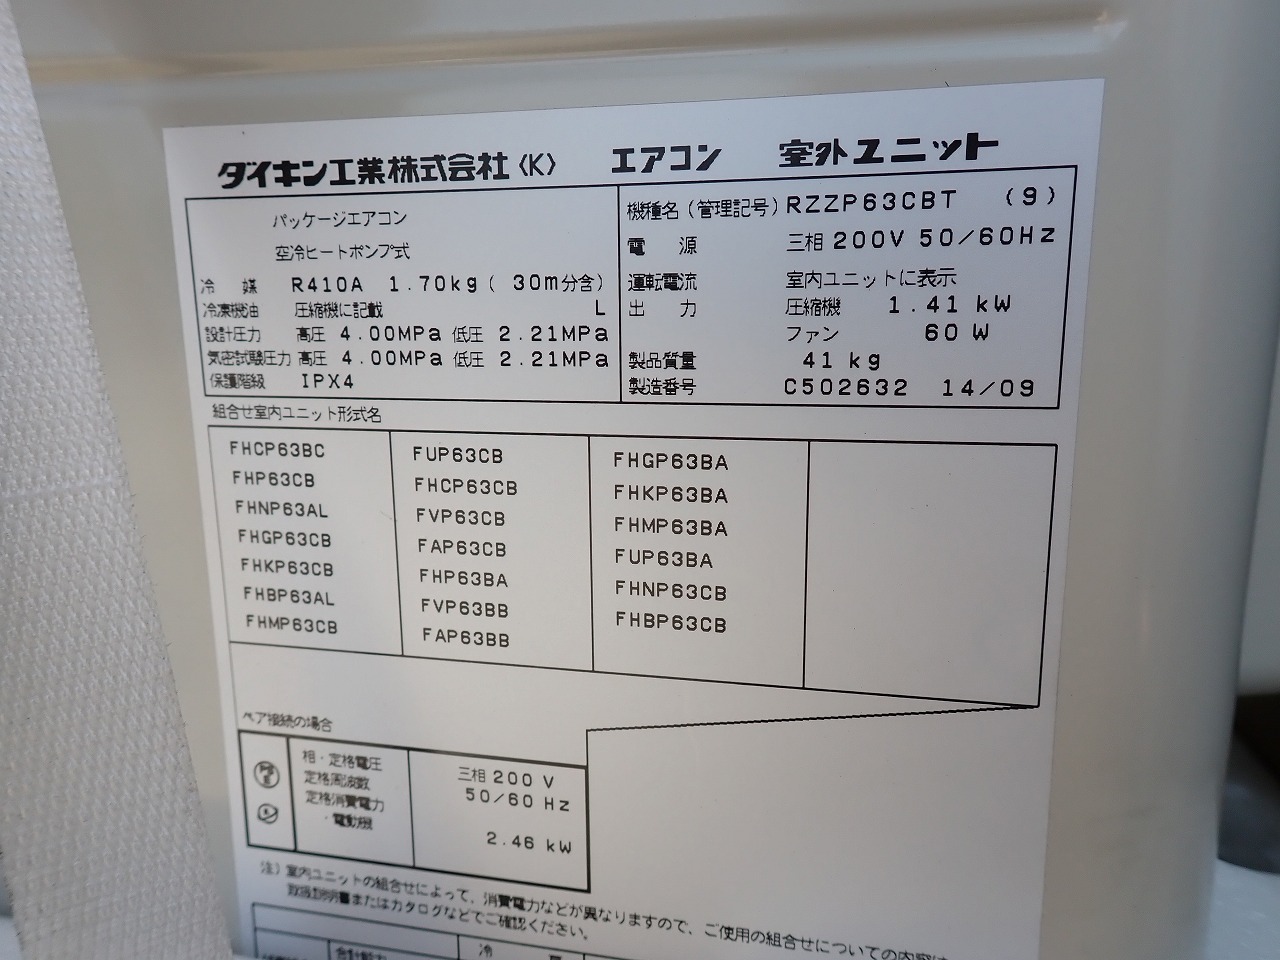 ダイキン工業株式会社〈K〉 エアコン 室外ユニット
パッケージエアコン
空冷ヒートポンプ式
冷媒 R410A 1.70kg( 30m分含)
冷凍機油 圧縮機に記載 L
設計圧力 高圧 4.00MPa 低圧 2.21MPa
気密試験圧力 高圧 4.00MPa 低圧 2.21MPa
保護階級 IPX4
機種名(管理記号) RZZP63CBT (9)
電源 三相 200V 50/60Hz
運転電流 室内ユニットに表示
出力 圧縮機 1.41 kW
ファン 60 W
製品質量 41 kg
製造番号 C502632 14/09
組合せ室内ユニット形式名
FHCP63BC
FHP63CB
FHNP63AL
FHGP63CB
FHKP63CB
FHBP63AL
FHMP63CB
FUP63CB
FHCP63CB
FVP63CB
FAP63CB
FHP63BA
FVP63BB
FAP63BB
FHGP63BA
FHKP63BA
FHMP63BA
FUP63BA
FHNP63CB
FHBP63CB
ペア接続の場合
相・定格電圧 三相 200 V
定格周波数 50/60 Hz
定格消費電力
・電動機 2.46 kW
注)室内ユニットの組合せによって、消費電力などが異なりますので、ご使用の組合せについての内容は
取扱説明書またはカタログなどでご確認ください。
合計能力 冷